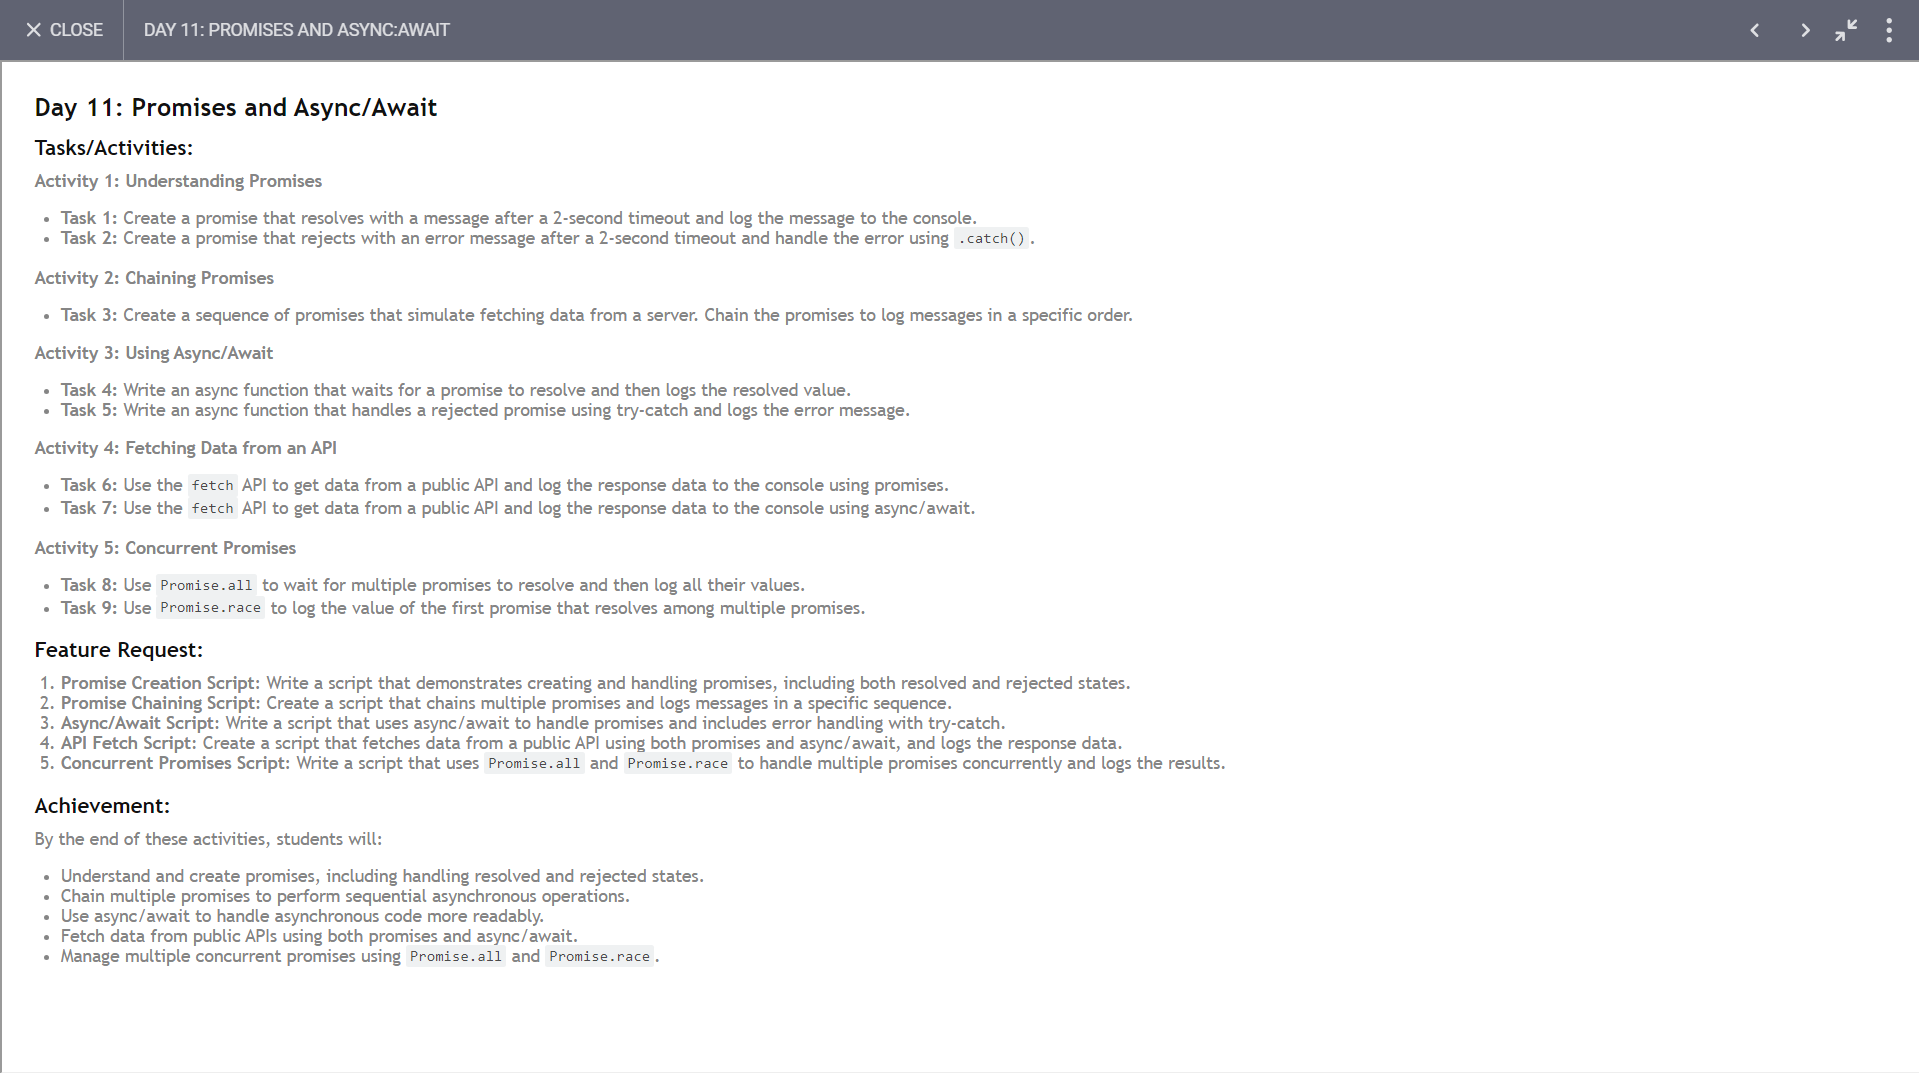 CLOSE DAY 11: PROMISES AND ASYNC:AWAIT
Day 11: Promises and Async/Await
Tasks/Activities:
Activity 1: Understanding Promises
• Task 1: Create a promise that resolves with a message after a 2-second timeout and log the message to the console.
• Task 2: Create a promise that rejects with an error message after a 2-second timeout and handle the error using .catch().
Activity 2: Chaining Promises
• Task 3: Create a sequence of promises that simulate fetching data from a server. Chain the promises to log messages in a specific order.
Activity 3: Using Async/Await
• Task 4: Write an async function that waits for a promise to resolve and then logs the resolved value.
• Task 5: Write an async function that handles a rejected promise using try-catch and logs the error message.
Activity 4: Fetching Data from an API
• Task 6: Use the fetch API to get data from a public API and log the response data to the console using promises.
• Task 7: Use the fetch API to get data from a public API and log the response data to the console using async/await.
Activity 5: Concurrent Promises
• Task 8: Use Promise.all to wait for multiple promises to resolve and then log all their values.
• Task 9: Use Promise.race to log the value of the first promise that resolves among multiple promises.
Feature Request:
1. Promise Creation Script: Write a script that demonstrates creating and handling promises, including both resolved and rejected states.
2. Promise Chaining Script: Create a script that chains multiple promises and logs messages in a specific sequence.
3. Async/Await Script: Write a script that uses async/await to handle promises and includes error handling with try-catch.
4. API Fetch Script: Create a script that fetches data from a public API using both promises and async/await, and logs the response data.
5. Concurrent Promises Script: Write a script that uses Promise.all and Promise.race to handle multiple promises concurrently and logs the results.
Achievement:
By the end of these activities, students will:
• Understand and create promises, including handling resolved and rejected states.
• Chain multiple promises to perform sequential asynchronous operations.
• Use async/await to handle asynchronous code more readably.
• Fetch data from public APIs using both promises and async/await.
• Manage multiple concurrent promises using Promise.all and Promise.race.